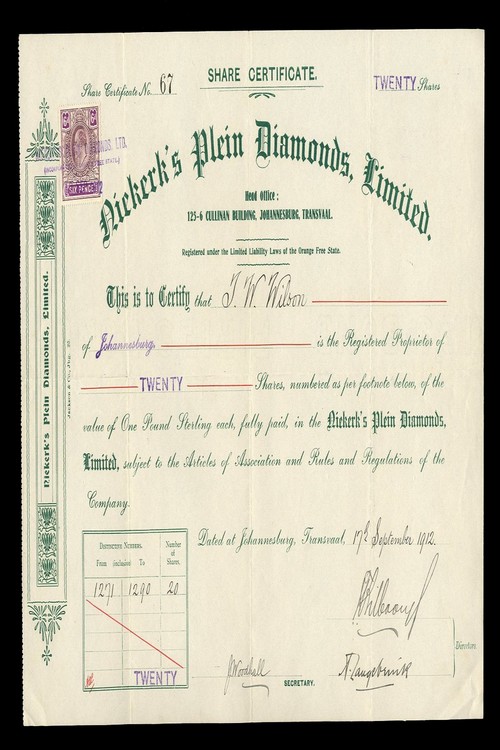 Share Certificate No. 67
SHARE CERTIFICATE.
TWENTY Shares
SIX PENCE
Niekerk's Plein Diamonds, Limited.
Head Office:
125-6 CULLINAN BUILDING, JOHANNESBURG, TRANSVAAL.
Registered under the Limited Liability Laws of the Orange Free State.
This is to Certify that J. W. Wilson
of Johannesburg. is the Registered Proprietor of
TWENTY Shares, numbered as per footnote below, of the
value of One Pound Sterling each, fully paid, in the Niekerk's Plein Diamonds,
Limited, subject to the Articles of Association and Rules and Regulations of the
Company.
Niekerk's Plein Diamonds, Limited.
Dated at Johannesburg, Transvaal, 17th September 1912.
Distinctive Numbers. Number of Shares.
From (inclusive) To
1271 1290 20
TWENTY
Directors
SECRETARY.